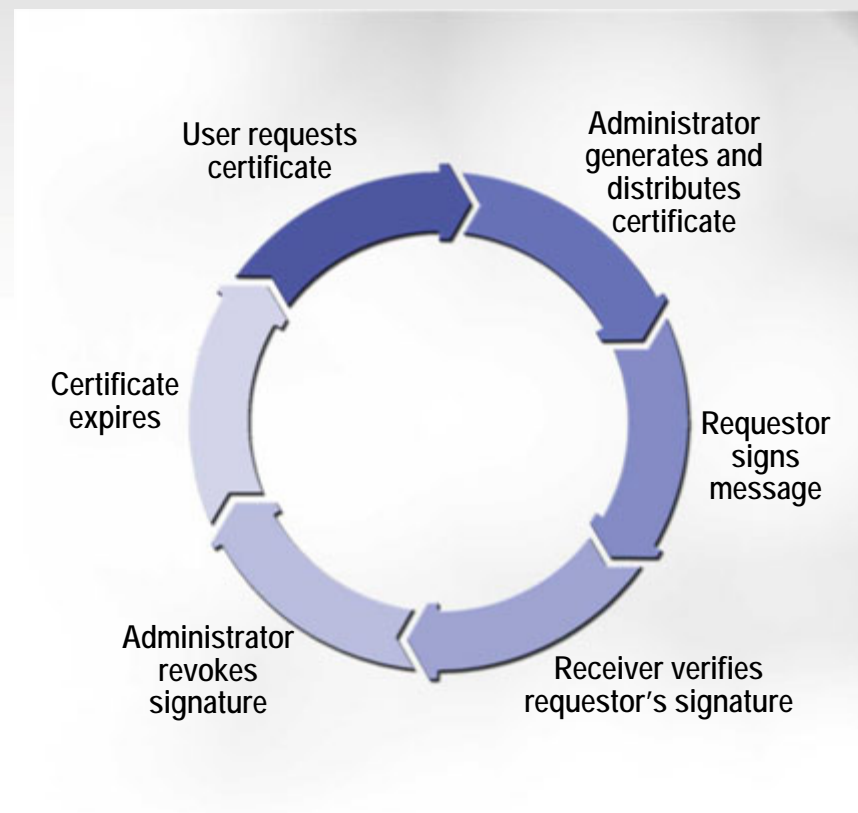 User requests
certificate
Administrator
generates and
distributes
certificate
Requestor
signs
message
Receiver verifies
requestor's signature
Administrator
revokes
signature
Certificate
expires